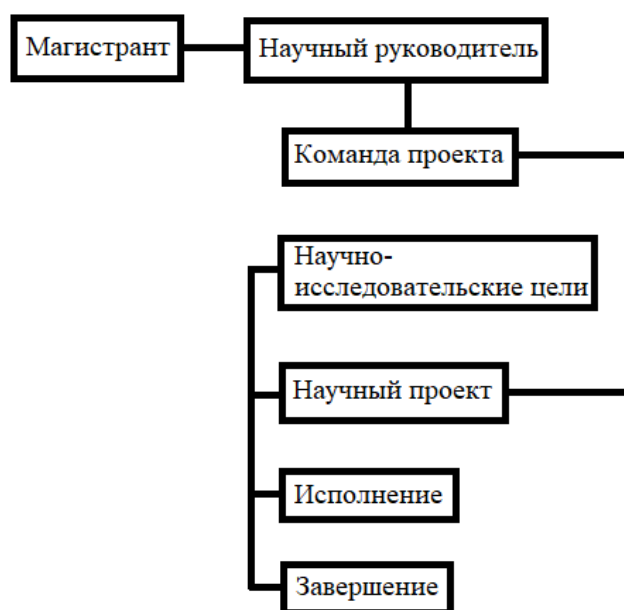 Магистрант
Научный руководитель
Команда проекта
Научно-
исследовательские цели
Научный проект
Исполнение
Завершение